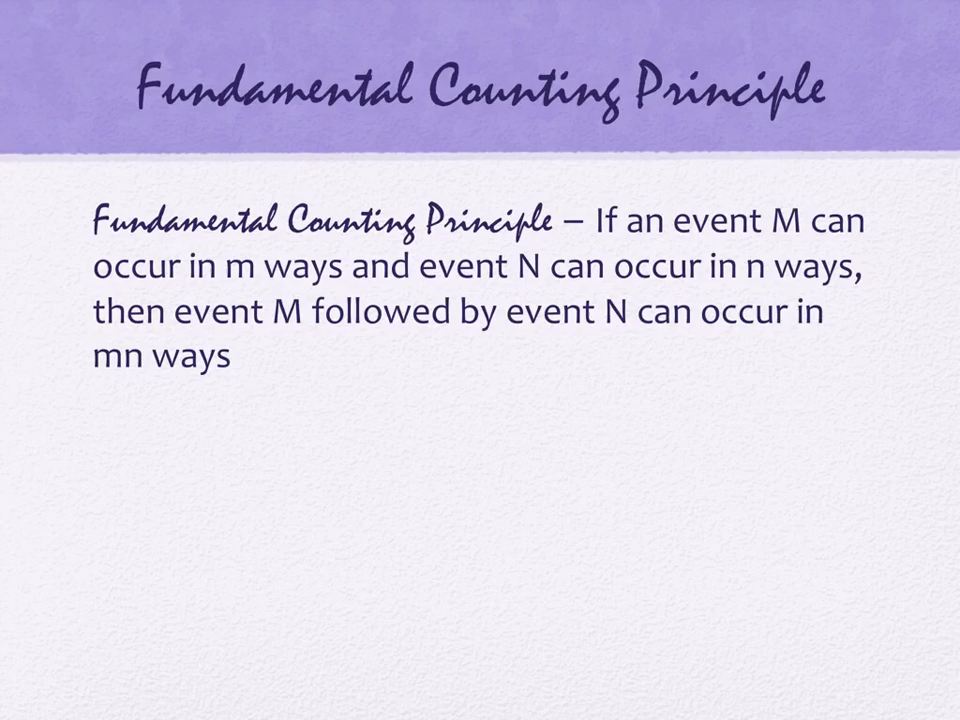 Fundamental Counting Principle
Fundamental Counting Principle – If an event M can
occur in m ways and event N can occur in n ways,
then event M followed by event N can occur in
mn ways